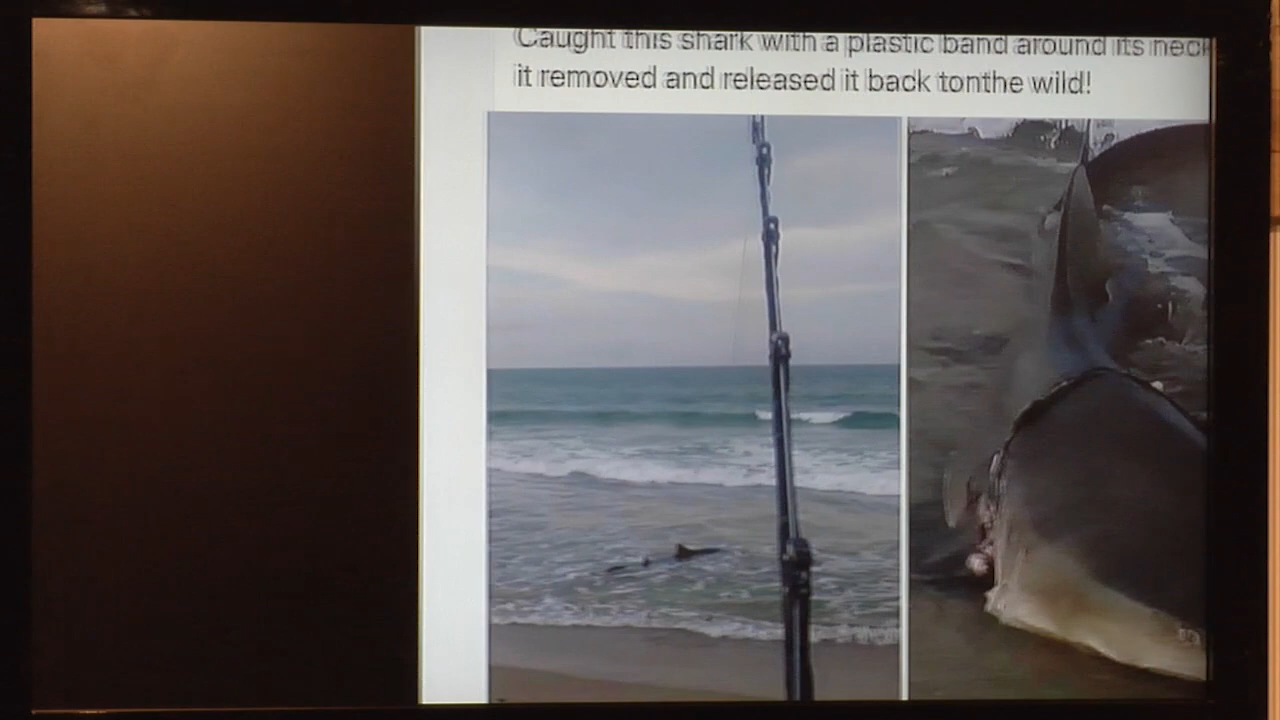 Caught this shark with a plastic band around its neck
it removed and released it back tonthe wild!